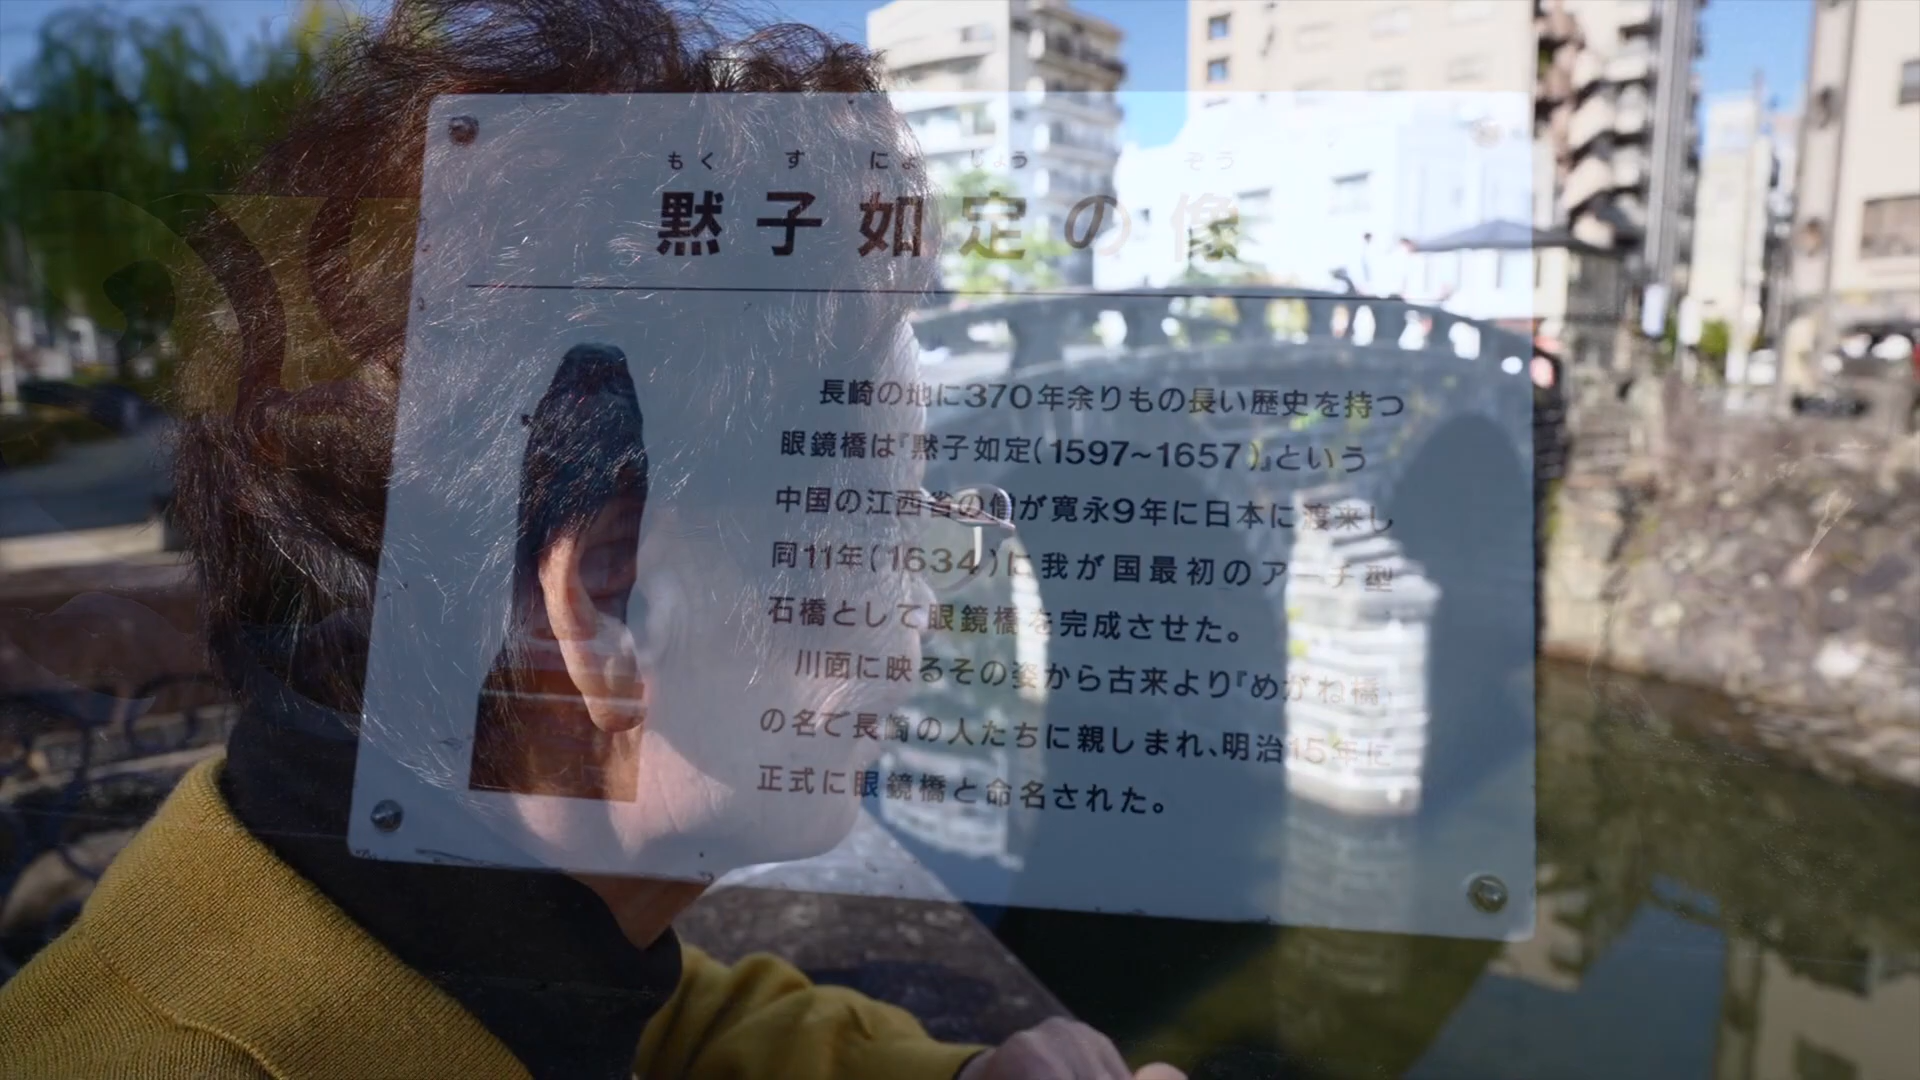 もくすにょじょうぞう
黙子如定の像
長崎の地に370年余りもの長い歴史を持つ
眼鏡橋は『黙子如定(1597~1657)』という
中国の江西省の僧が寛永9年に日本に渡来し
同11年(1634)に我が国最初のアーチ型
石橋として眼鏡橋を完成させた。
川面に映るその姿から古来より『めがね橋』
の名で長崎の人たちに親しまれ、明治15年に
正式に眼鏡橋と命名された。